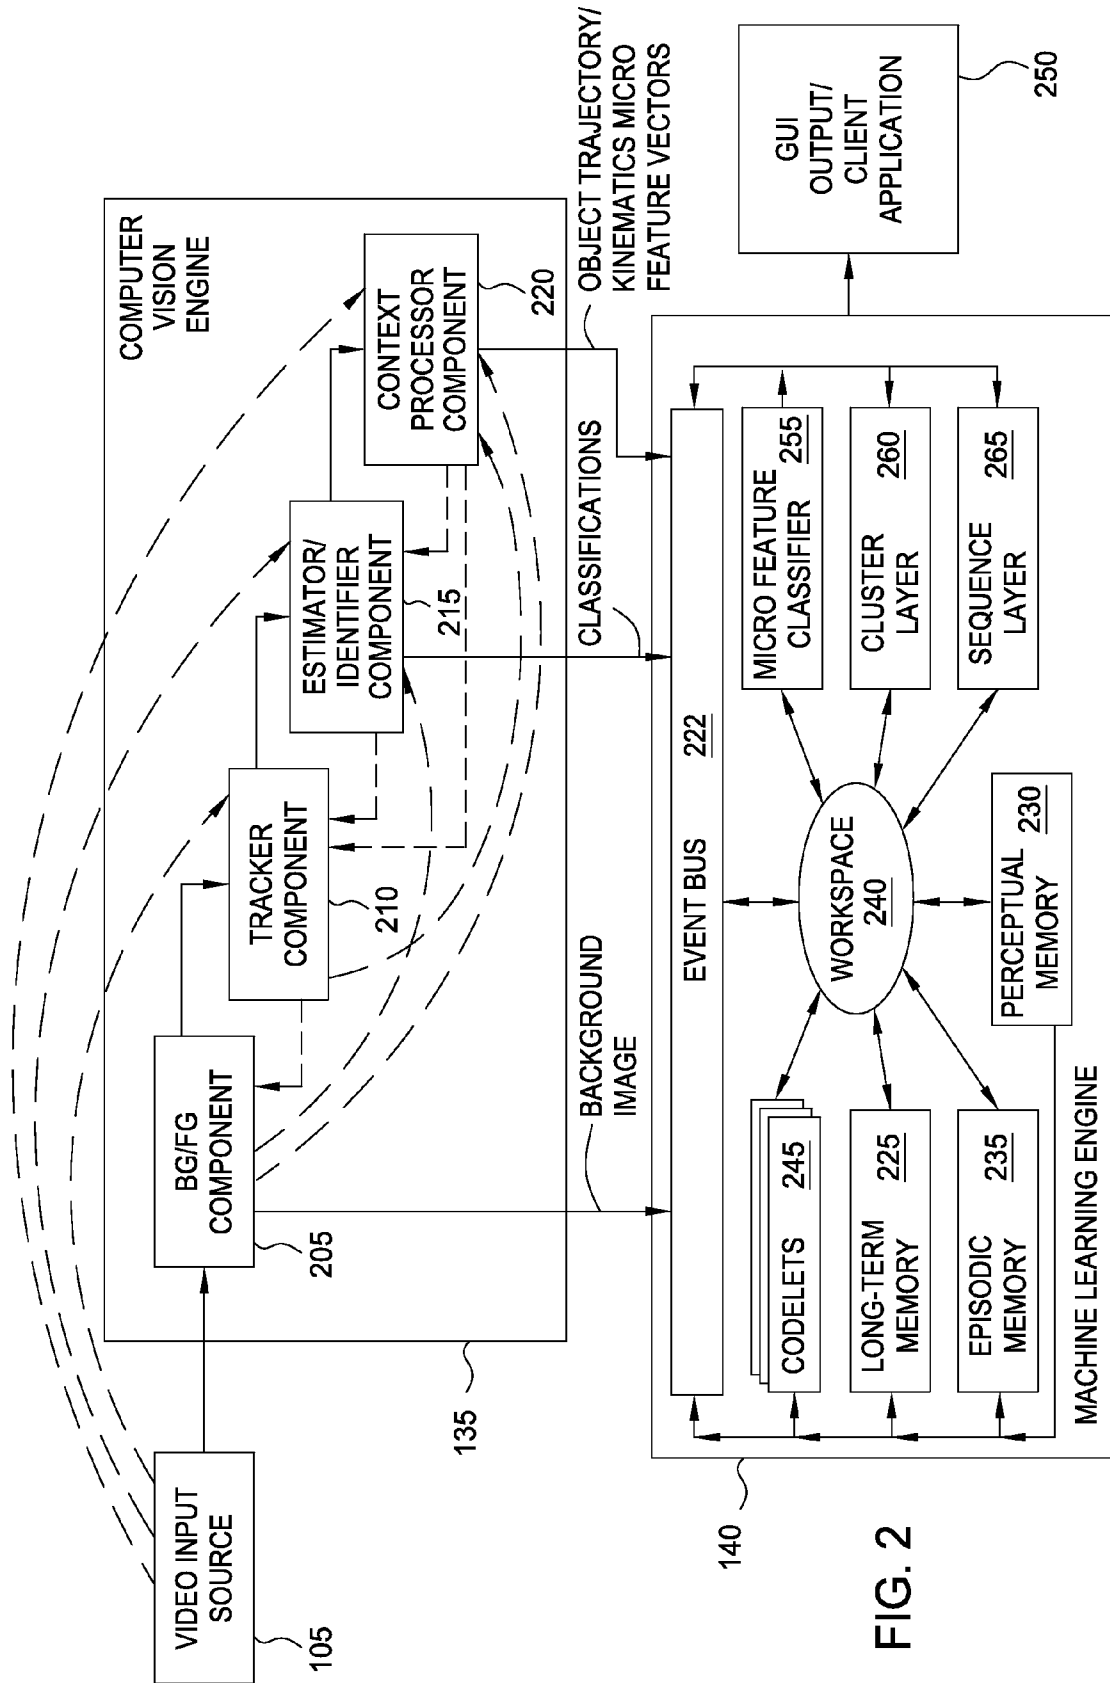 VIDEO INPUT
SOURCE
105
COMPUTER
VISION
ENGINE
135
BG/FG
COMPONENT
205
TRACKER
COMPONENT
210
ESTIMATOR/
IDENTIFIER
COMPONENT
215
CONTEXT
PROCESSOR
COMPONENT
220
BACKGROUND
IMAGE
CLASSIFICATIONS
OBJECT TRAJECTORY/
KINEMATICS MICRO
FEATURE VECTORS
EVENT BUS
222
CODELETS
245
LONG-TERM
MEMORY
225
EPISODIC
MEMORY
235
WORKSPACE
240
PERCEPTUAL
MEMORY
230
MICRO FEATURE
CLASSIFIER
255
CLUSTER
LAYER
260
SEQUENCE
LAYER
265
MACHINE LEARNING ENGINE
140
GUI
OUTPUT/
CLIENT
APPLICATION
250
FIG. 2